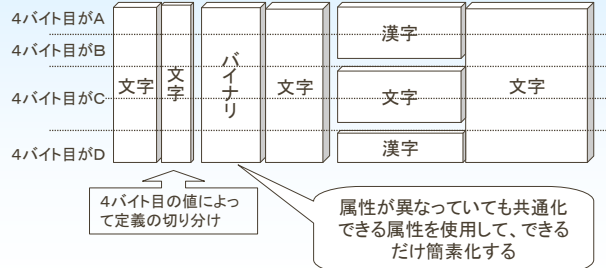 4バイト目がA
4バイト目がB
4バイト目がC
4バイト目がD
文字
文字
バイナリ
文字
漢字
文字
漢字
文字
4バイト目の値によっ
て定義の切り分け
属性が異なっていても共通化
できる属性を使用して、できる
だけ簡素化する